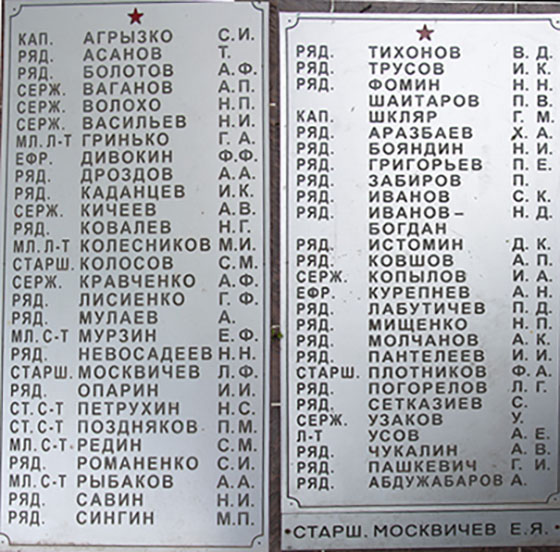 КАП. АГРЫЗКО С.И.
РЯД. АСАНОВ Т.
РЯД. БОЛОТОВ А.Ф.
СЕРЖ. ВАГАНОВ А.П.
СЕРЖ. ВОЛОХО Н.П.
СЕРЖ. ВАСИЛЬЕВ Н.И.
МЛ. Л-Т ГРИНЬКО Г. А.
ЕФР. ДИВОКИН Ф.Ф.
РЯД. ДРОЗДОВ А.А.
РЯД. КАДАНЦЕВ И.К.
СЕРЖ. КИЧЕЕВ А.В.
РЯД. КОВАЛЕВ Н.Г.
МЛ. Л-Т КОЛЕСНИКОВ М.И.
СТАРШ. КОЛОСОВ С.М.
СЕРЖ. КРАВЧЕНКО А.Ф.
РЯД. ЛИСИЕНКО Г.Ф.
РЯД. МУЛАЕВ А.
МЛ. С-Т МУРЗИН Е.Ф.
РЯД. НЕВОСАДЕЕВ Н.Н.
СТАРШ. МОСКВИЧЕВ Л.Ф.
РЯД. ОПАРИН И.И.
СТ. С-Т ПЕТРУХИН Н.С.
СТ. С-Т ПОЗДНЯКОВ П.М.
МЛ. С-Т РЕДИН С.М.
РЯД. РОМАНЕНКО С.И.
МЛ. С-Т РЫБАКОВ А.А.
РЯД. САВИН Н.И.
РЯД. СИНГИН М.П.
РЯД. ТИХОНОВ В. Д.
РЯД. ТРУСОВ И. К.
РЯД. ФОМИН Н. Н.
ШАИТАРОВ П. В.
КАП. ШКЛЯР Г. М.
РЯД. АРАЗБАЕВ Х. А.
РЯД. БОЯНДИН Н. И.
РЯД. ГРИГОРЬЕВ П. Е.
РЯД. ЗАБИРОВ П.
РЯД. ИВАНОВ С. К.
РЯД. ИВАНОВ – Н. Д.
БОГДАН
РЯД. ИСТОМИН Д. К.
РЯД. КОВШОВ А. П.
СЕРЖ. КОПЫЛОВ И. А.
ЕФР. КУРЕПНЕВ А. Н.
РЯД. ЛАБУТИЧЕВ П. Д.
РЯД. МИЩЕНКО Н. П.
РЯД. МОЛЧАНОВ А. К.
РЯД. ПАНТЕЛЕЕВ И. И.
СТАРШ. ПЛОТНИКОВ Ф. А.
РЯД. ПОГОРЕЛОВ Л. Г.
РЯД. СЕТКАЗИЕВ С.
СЕРЖ. УЗАКОВ У.
Л-Т УСОВ А. Е.
РЯД. ЧУКАЛИН А. В.
РЯД. ПАШКЕВИЧ Г. И.
РЯД. АБДУЖАБАРОВ А.
СТАРШ. МОСКВИЧЕВ Е.Я.